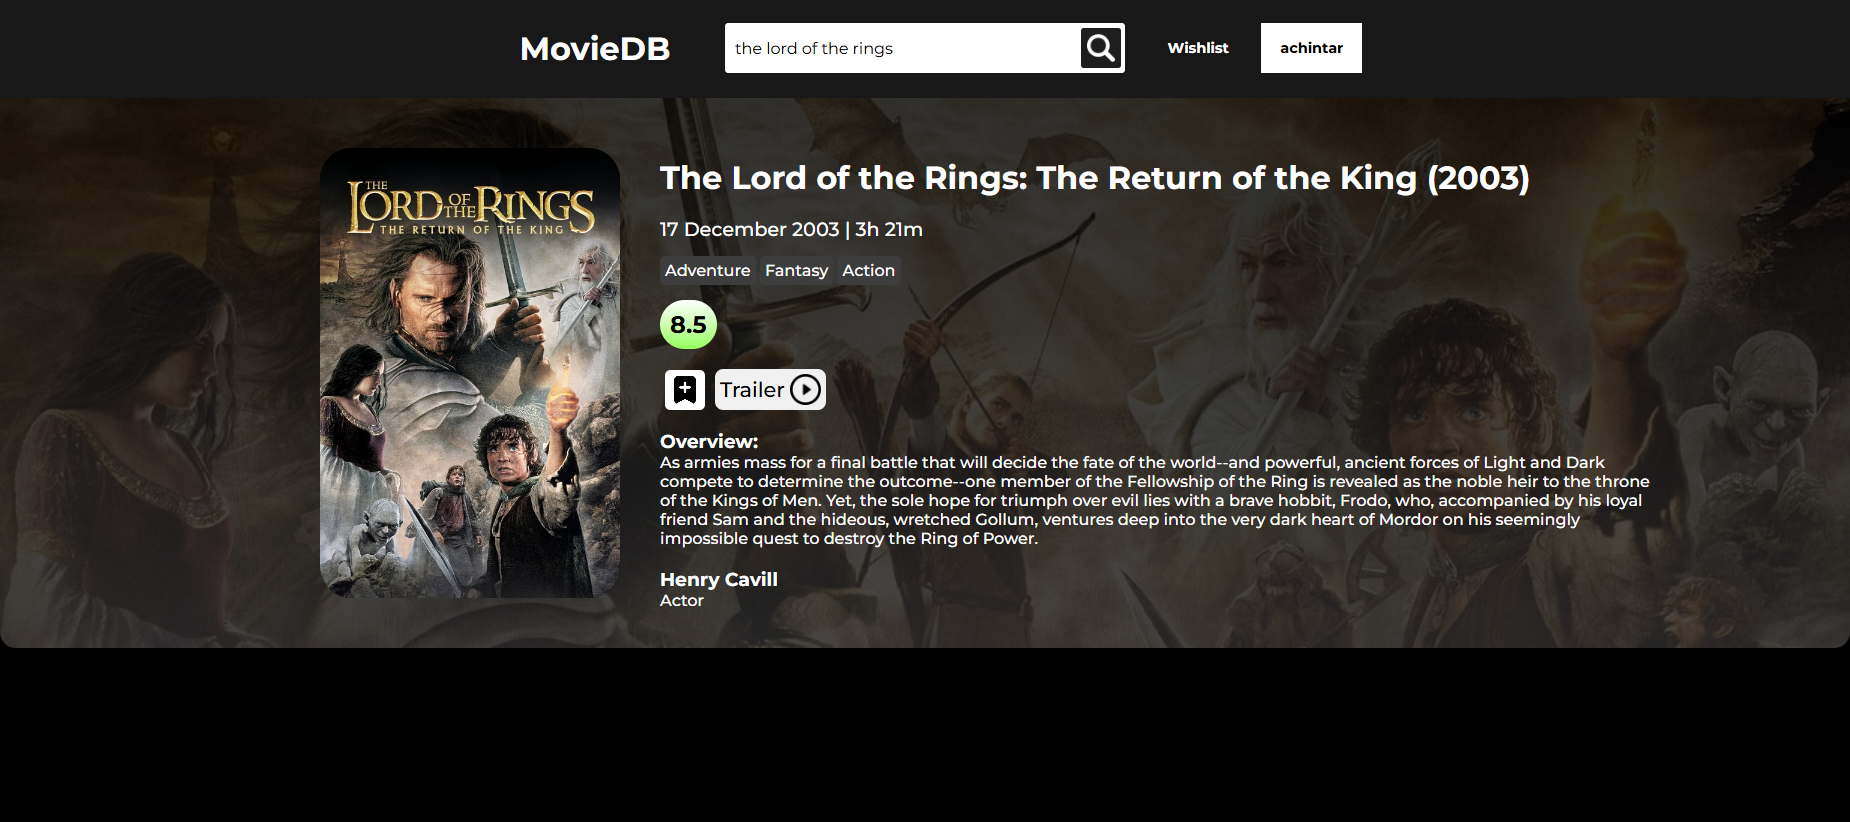 MovieDB
the lord of the rings
Wishlist
achintar
THE
LORD OF THE RINGS
THE RETURN OF THE KING
The Lord of the Rings: The Return of the King (2003)
17 December 2003 | 3h 21m
Adventure Fantasy Action
8.5
Trailer
Overview:
As armies mass for a final battle that will decide the fate of the world--and powerful, ancient forces of Light and Dark
compete to determine the outcome--one member of the Fellowship of the Ring is revealed as the noble heir to the throne
of the Kings of Men. Yet, the sole hope for triumph over evil lies with a brave hobbit, Frodo, who, accompanied by his loyal
friend Sam and the hideous, wretched Gollum, ventures deep into the very dark heart of Mordor on his seemingly
impossible quest to destroy the Ring of Power.
Henry Cavill
Actor